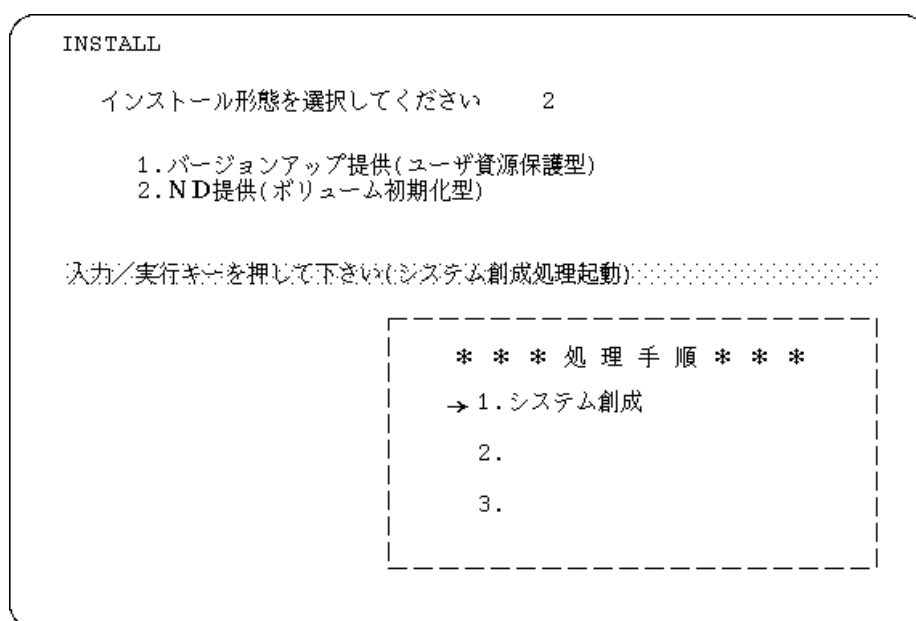 INSTALL
インストール形態を選択してください 2
1.バージョンアップ提供(ユーザ資源保護型)
2.ND提供(ボリューム初期化型)
入力／実行キーを押して下さい(システム創成処理起動)
＊ ＊ ＊ 処 理 手 順 ＊ ＊ ＊
→ 1.システム創成
2.
3.